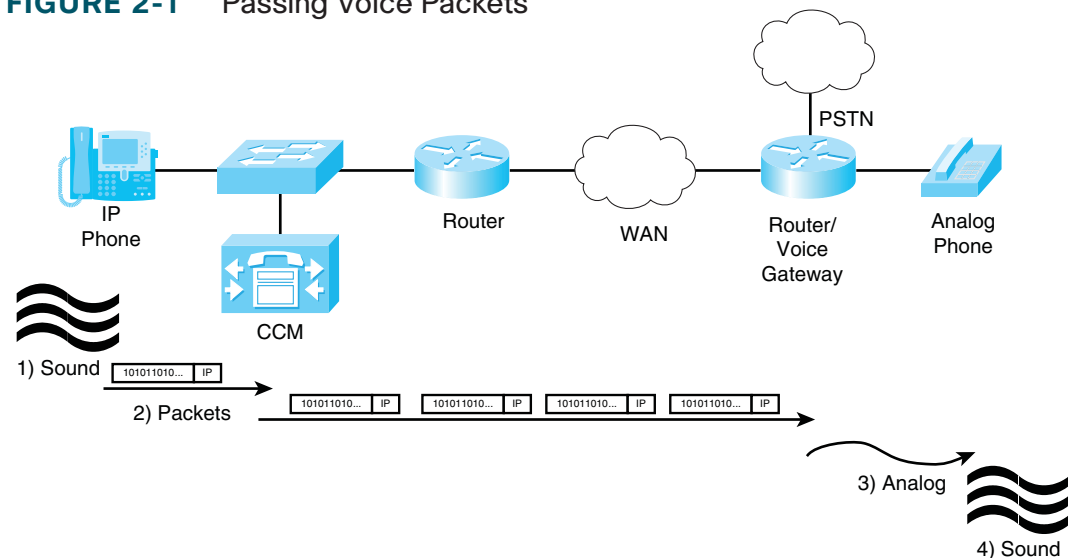 FIGURE 2-1 Passing Voice Packets
PSTN
IP
Phone
Router
WAN
Router/
Voice
Gateway
Analog
Phone
CCM
1) Sound
101011010... IP
2) Packets
101011010... IP
101011010... IP
101011010... IP
101011010... IP
3) Analog
4) Sound